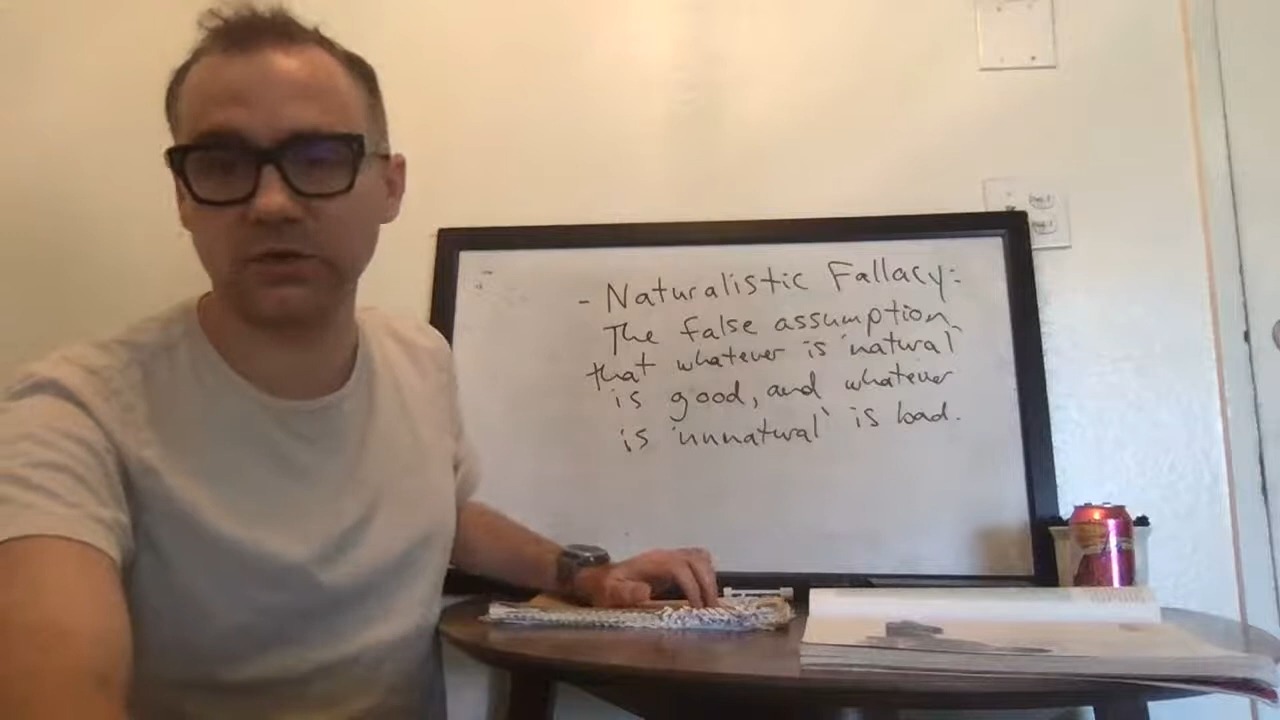 - Naturalistic Fallacy:
The false assumption
that whatever is 'natural'
is good, and whatever
is 'unnatural' is bad.